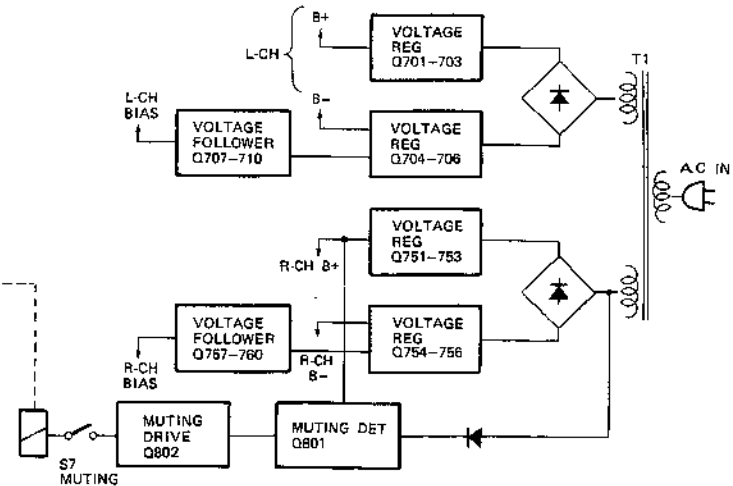 B+
VOLTAGE
REG
Q701-703
L-CH
T1
L-CH
BIAS
B-
VOLTAGE
FOLLOWER
Q707-710
VOLTAGE
REG
Q704-706
AC IN
VOLTAGE
REG
Q751-753
R-CH B+
VOLTAGE
FOLLOWER
Q757-760
VOLTAGE
REG
Q754-756
R-CH
BIAS
R-CH
B-
MUTING
DRIVE
Q802
MUTING DET
Q801
S7
MUTING